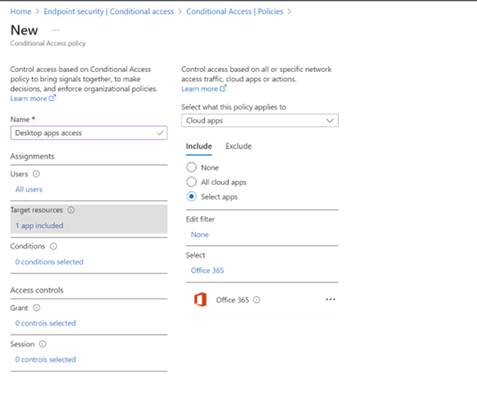 Home > Endpoint security | Conditional access > Conditional Access | Policies >
New ...
Conditional Access policy
Control access based on Conditional Access
policy to bring signals together, to make
decisions, and enforce organizational policies.
Learn more
Name *
Desktop apps access
Assignments
Users
All users
Target resources
1 app included
Conditions
0 conditions selected
Access controls
Grant
0 controls selected
Session
0 controls selected
Control access based on all or specific network
access traffic, cloud apps or actions.
Learn more
Select what this policy applies to
Cloud apps
Include Exclude
None
All cloud apps
Select apps
Edit filter
None
Select
Office 365
Office 365 ...